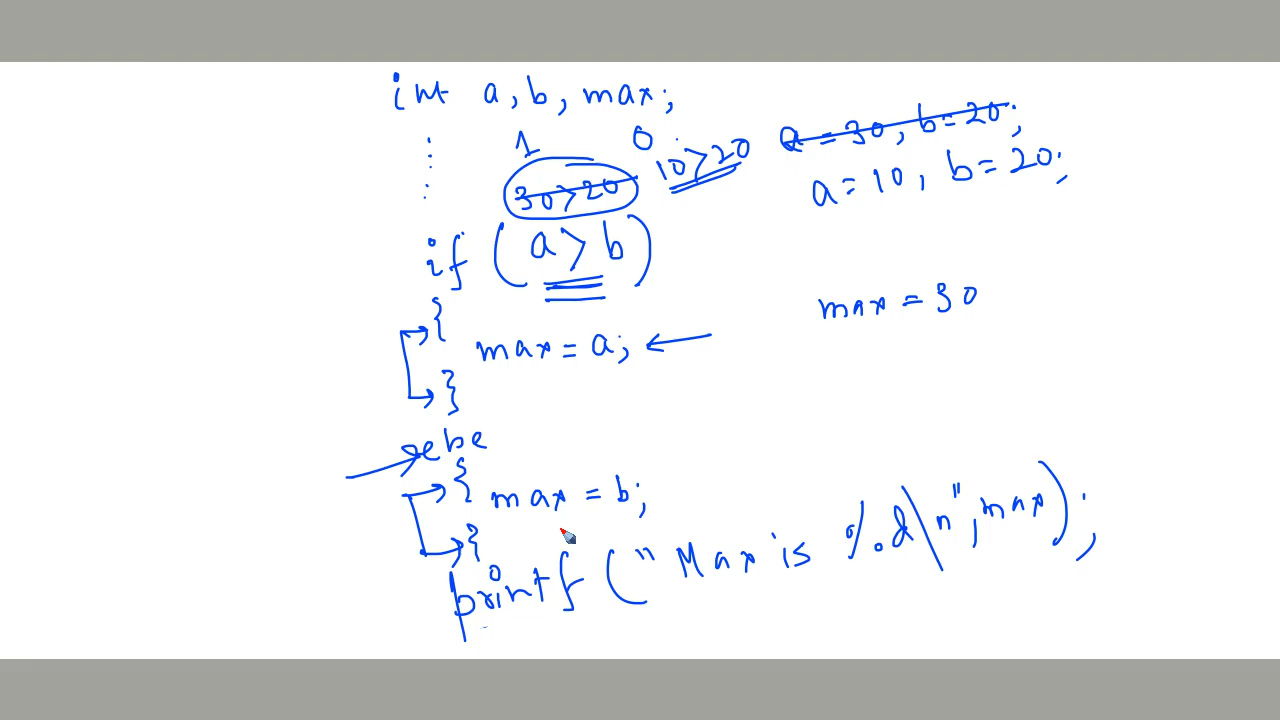 int a, b, max;
a = 30, b = 20;
1 0
30>20 10>20
a = 10, b = 20;
if (a > b)
{
max = 30
max = a;
}
else
{ max = b;
}
printf ("Max is %d\n", max);